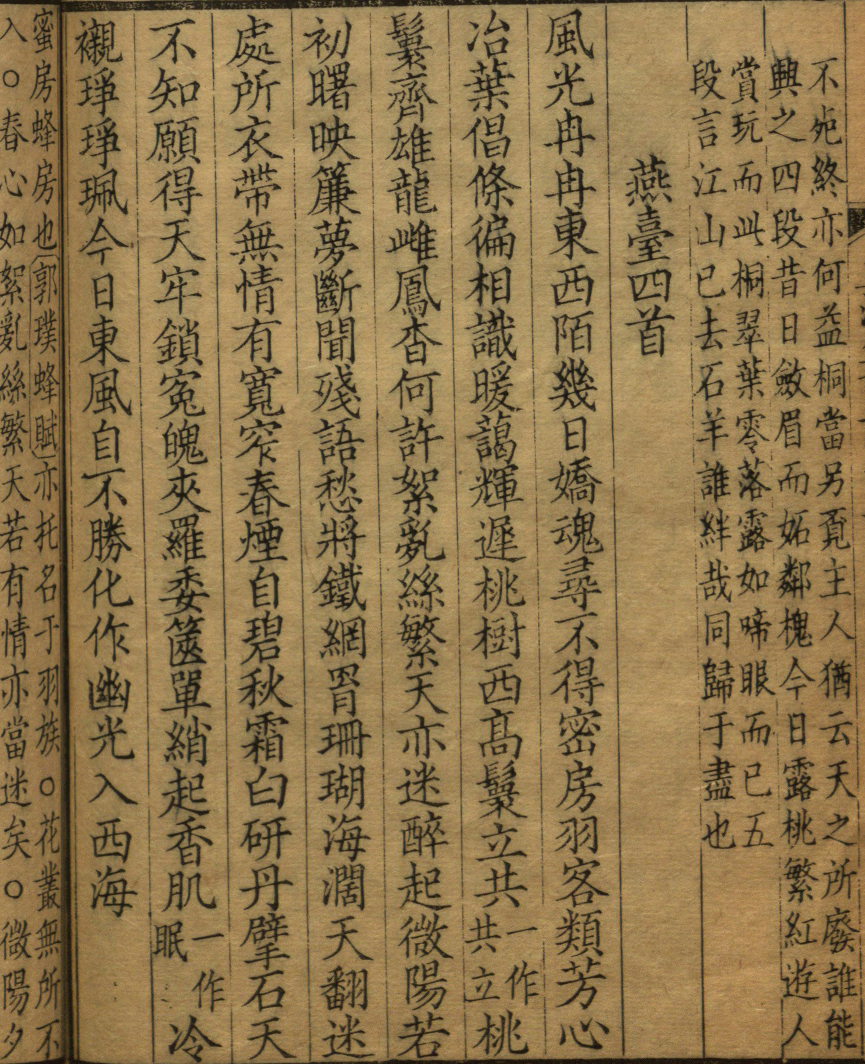 不死終亦何益桐當另覔主人猶云天之所廢誰能
興之四段昔日斂眉而妬鄰槐今日露桃繁紅遊人
賞玩而此桐翠葉零落露如啼眼而已五
段言江山已去石羊誰絆哉同歸于盡也
燕臺四首
風光冉冉東西陌幾日嬌魂尋不得密房羽客類芳心
冶葉倡條徧相識暖藹輝遲桃樹西高鬟立共一作共立桃
鬟齊雄龍雌鳳杳何許絮亂絲繁天亦迷醉起微陽若
初曙映簾夢斷聞殘語愁將鐵網罥珊瑚海濶天翻迷
處所衣帶無情有寬窄春煙自碧秋霜白研丹擘石天
不知願得天牢鎖寃魄夾羅委篋單綃起香肌一作眠冷
襯琤琤珮今日東風自不勝化作幽光入西海
蜜房蜂房也郭璞蜂賦亦托名于羽族○花叢無所不
入○春心如絮亂絲繁天若有情亦當迷矣○微陽夕